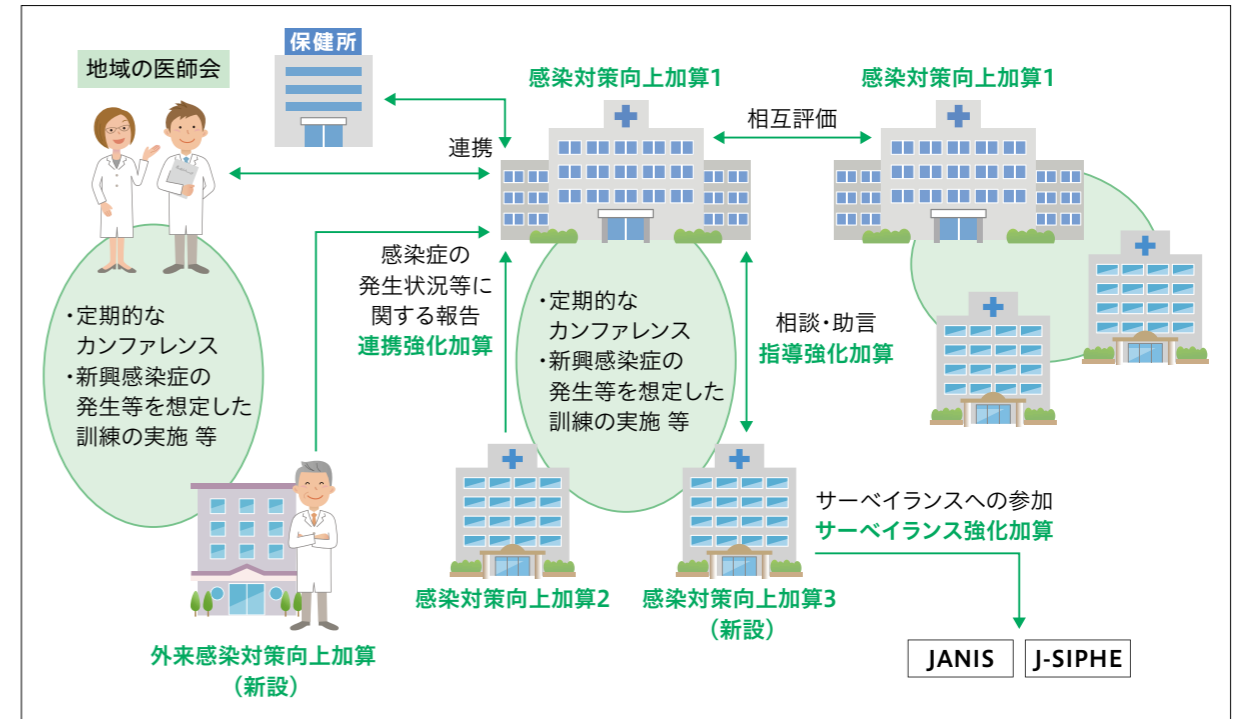 保健所
地域の医師会
感染対策向上加算1
感染対策向上加算1
相互評価
連携
感染症の
発生状況等に
関する報告
連携強化加算
・定期的な
カンファレンス
・新興感染症の
発生等を想定した
訓練の実施 等
・定期的な
カンファレンス
・新興感染症の
発生等を想定した
訓練の実施 等
相談・助言
指導強化加算
サーベイランスへの参加
サーベイランス強化加算
感染対策向上加算2
感染対策向上加算3
（新設）
外来感染対策向上加算
（新設）
JANIS
J-SIPHE